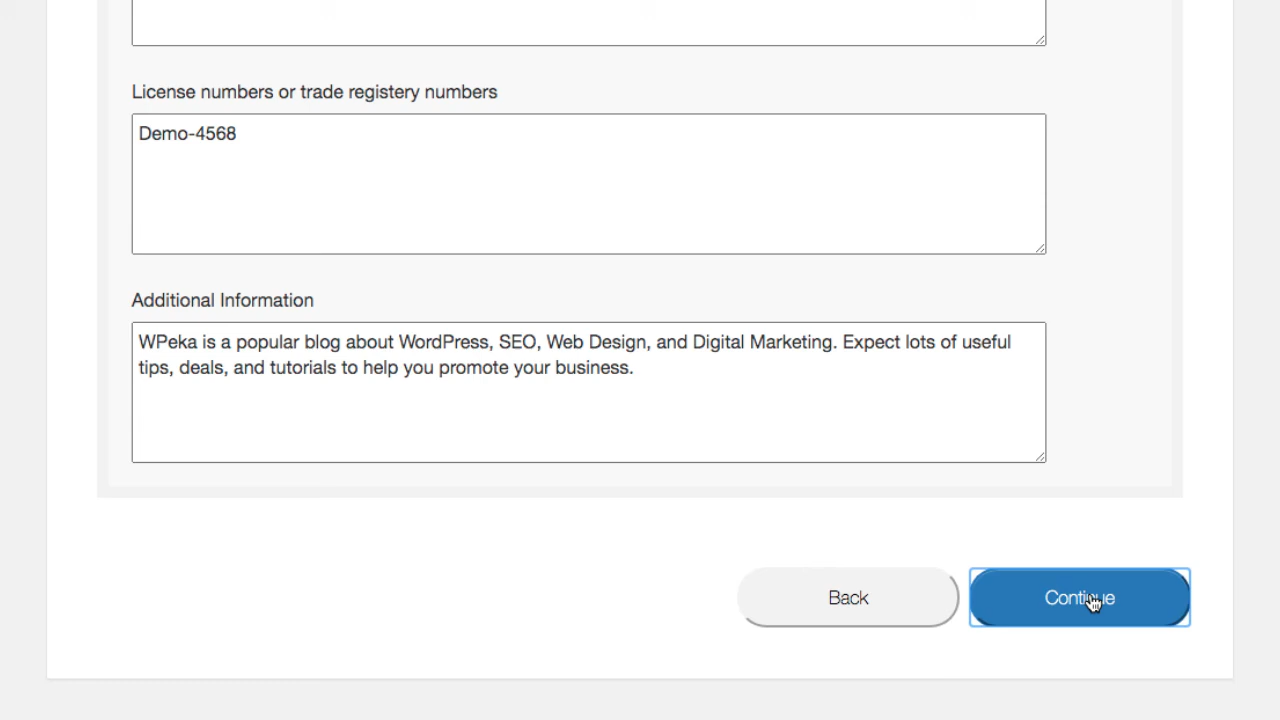 License numbers or trade registery numbers
Demo-4568
Additional Information
WPeka is a popular blog about WordPress, SEO, Web Design, and Digital Marketing. Expect lots of useful
tips, deals, and tutorials to help you promote your business.
Back
Continue